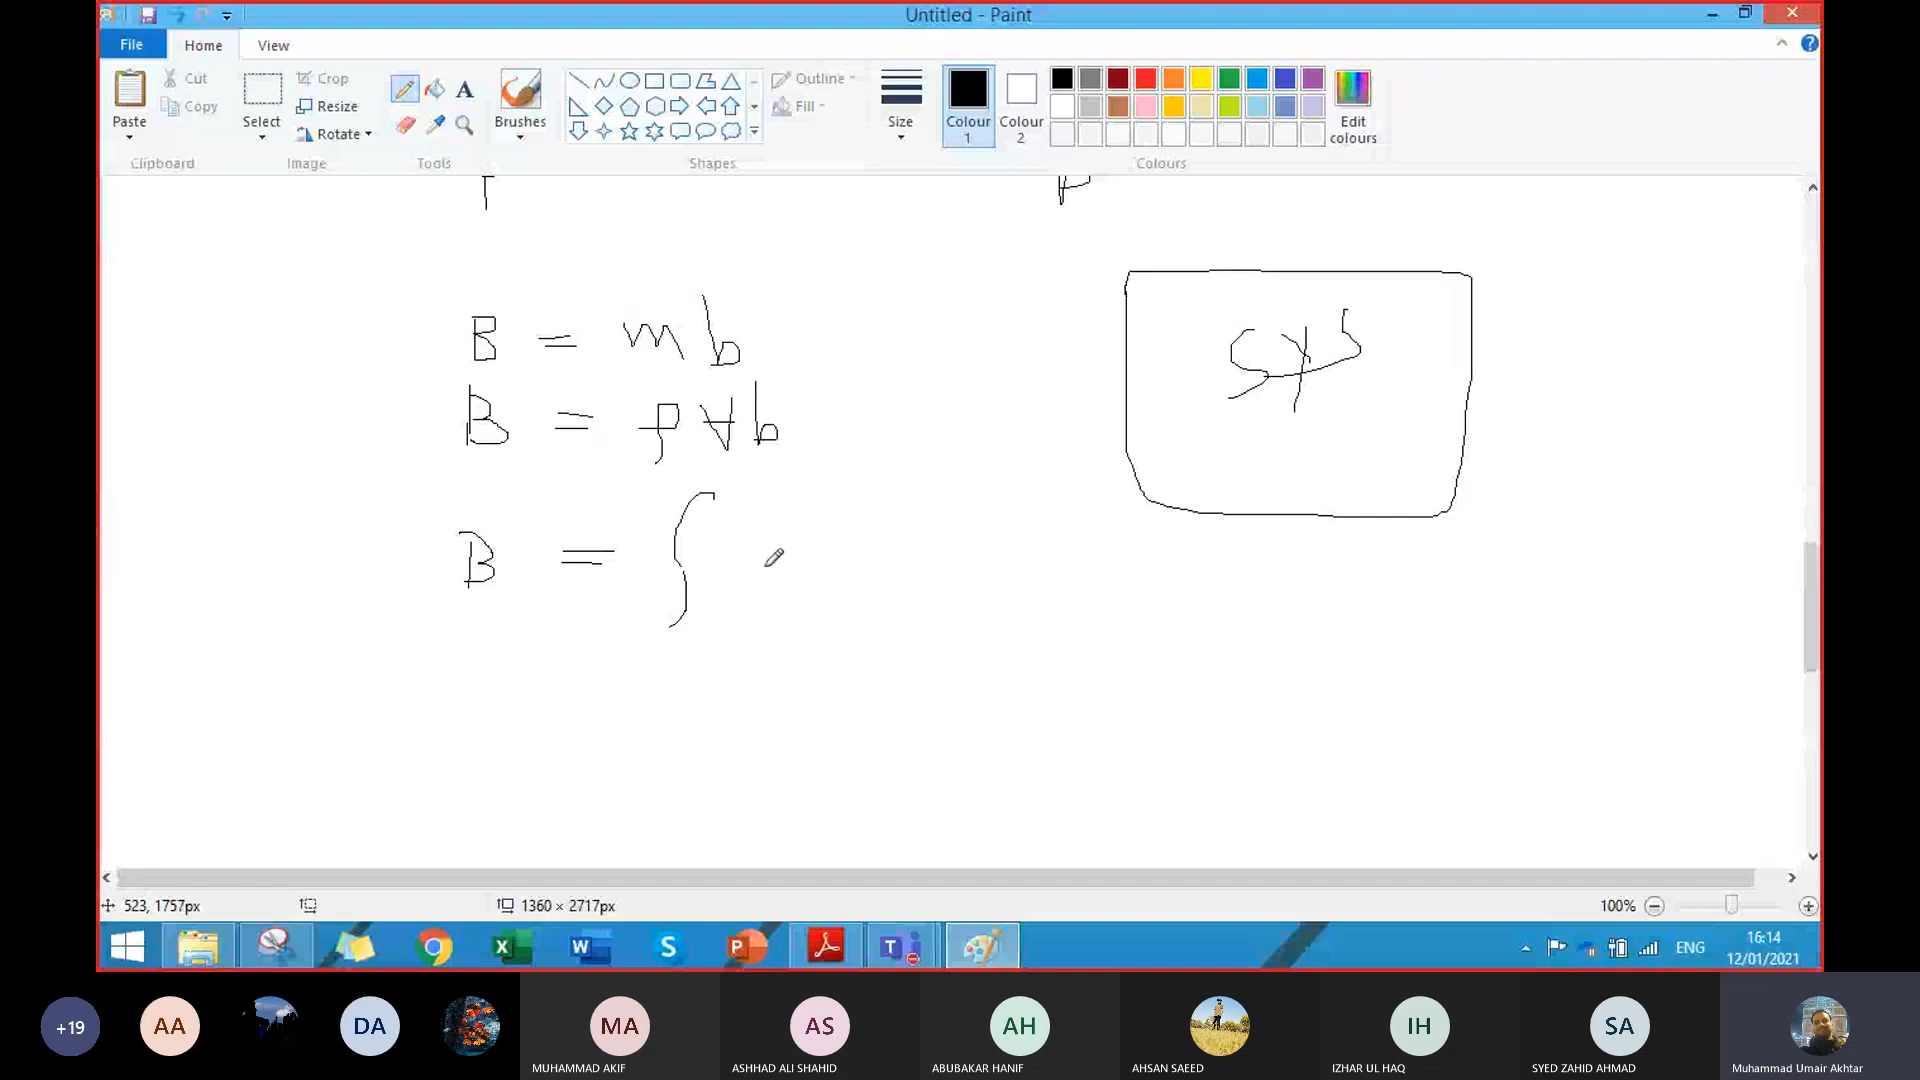 Untitled - Paint
File Home View
Paste Cut Copy
Clipboard
Select Crop Resize Rotate
Image
Tools
Brushes
Shapes
Outline
Fill
Size
Colour 1
Colour 2
Edit colours
Colours
p
B = m b
B = ρ ∀ b
B = ∫
sys
523, 1757px
1360 × 2717px
100%
ENG
16:14
12/01/2021
+19
AA
DA
MA
MUHAMMAD AKIF
AS
ASHHAD ALI SHAHID
AH
ABUBAKAR HANIF
AHSAN SAEED
IH
IZHAR UL HAQ
SA
SYED ZAHID AHMAD
Muhammad Umair Akhtar